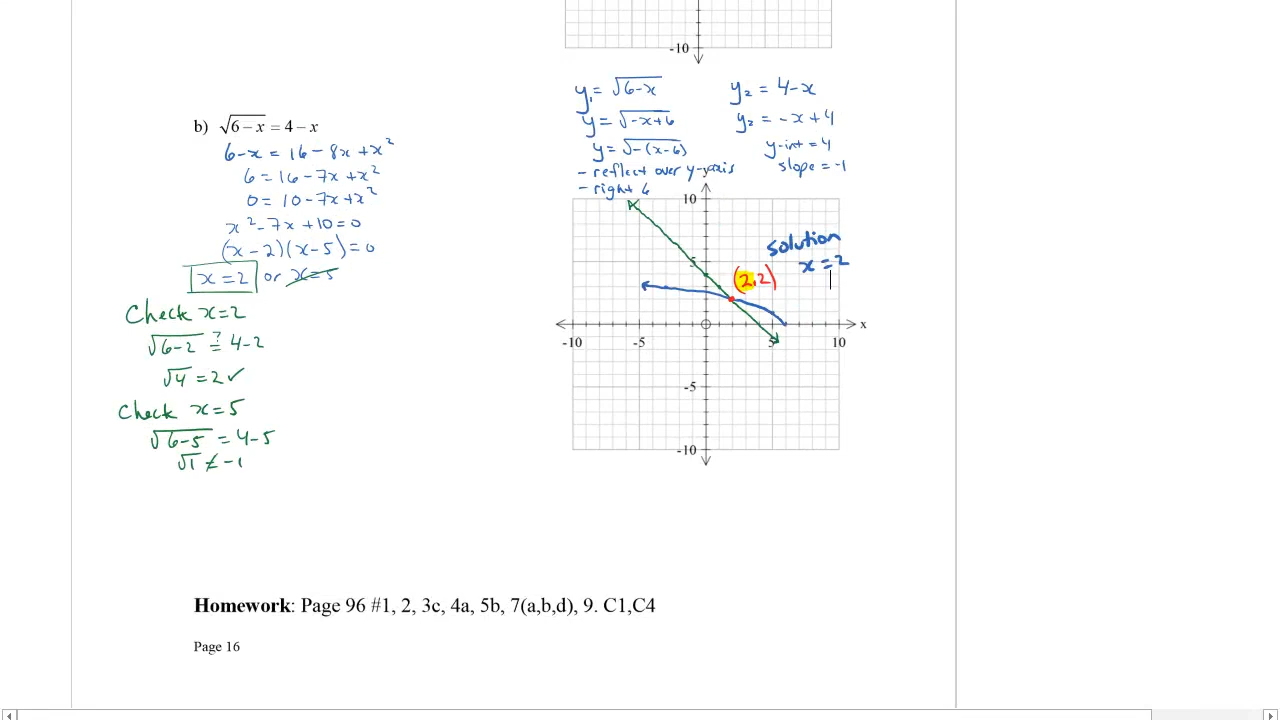 -10
y₁ = √6-x
y₂ = 4-x
y = √-x+6
y₂ = -x+4
y = √-(x-6)
y-int = 4
slope = -1
- reflect over y-axis
- right 6
b) √6 – x = 4 – x
6-x = 16-8x+x²
6 = 16-7x+x²
0 = 10-7x+x²
x²-7x+10=0
(x-2)(x-5)=0
x=2 or x=5
Check x=2
√6-2 ?= 4-2
√4 = 2 ✓
Check x=5
√6-5 = 4-5
√1 ≠ -1
y
10
5
solution
x = 2
(2,2)
x
-10
-5
5
10
-5
-10
Homework: Page 96 #1, 2, 3c, 4a, 5b, 7(a,b,d), 9. C1,C4
Page 16